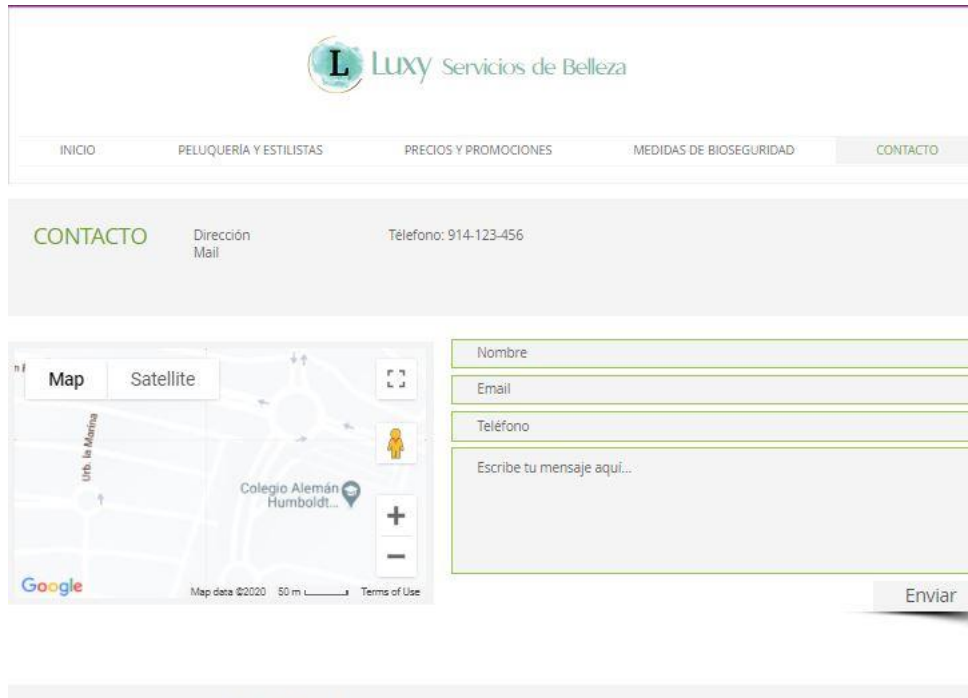 L Luxy Servicios de Belleza
INICIO PELUQUERÍA Y ESTILISTAS PRECIOS Y PROMOCIONES MEDIDAS DE BIOSEGURIDAD CONTACTO
CONTACTO
Dirección
Mail
Télefono: 914-123-456
Map Satellite
Urb. la Marina
Colegio Alemán
Humboldt...
Google
Map data ©2020 50 m Terms of Use
Nombre
Email
Teléfono
Escribe tu mensaje aquí...
Enviar